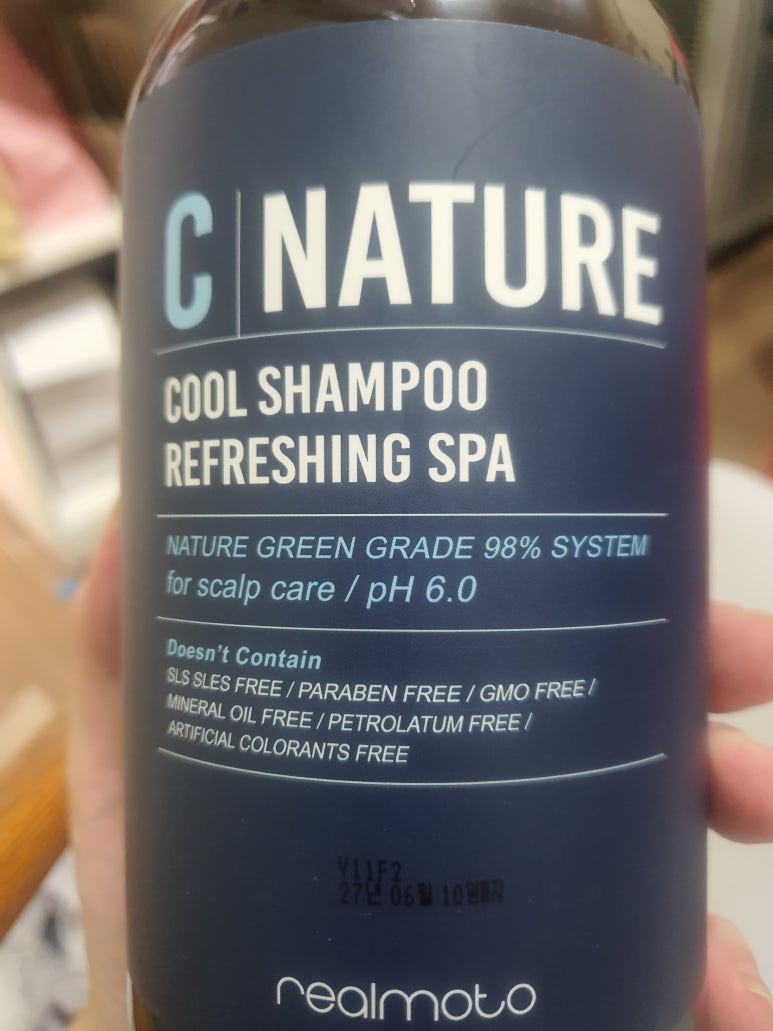 C NATURE
COOL SHAMPOO
REFRESHING SPA
NATURE GREEN GRADE 98% SYSTEM
for scalp care / pH 6.0
Doesn't Contain
SLS SLES FREE / PARABEN FREE / GMO FREE /
MINERAL OIL FREE / PETROLATUM FREE /
ARTIFICIAL COLORANTS FREE
Y11F2
27년 06월 10일까지
realmoto